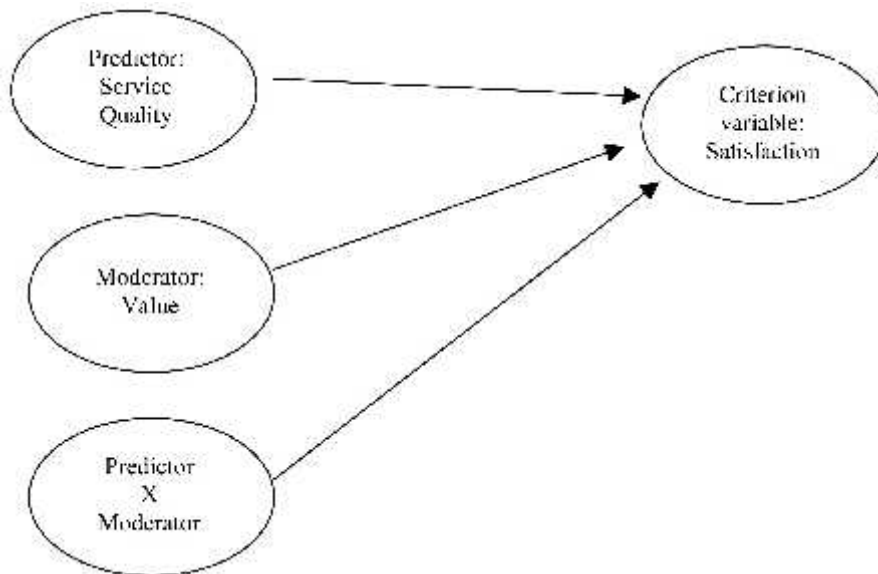 Predictor:
Service
Quality
Criterion
variable:
Satisfaction
Moderator:
Value
Predictor
X
Moderator